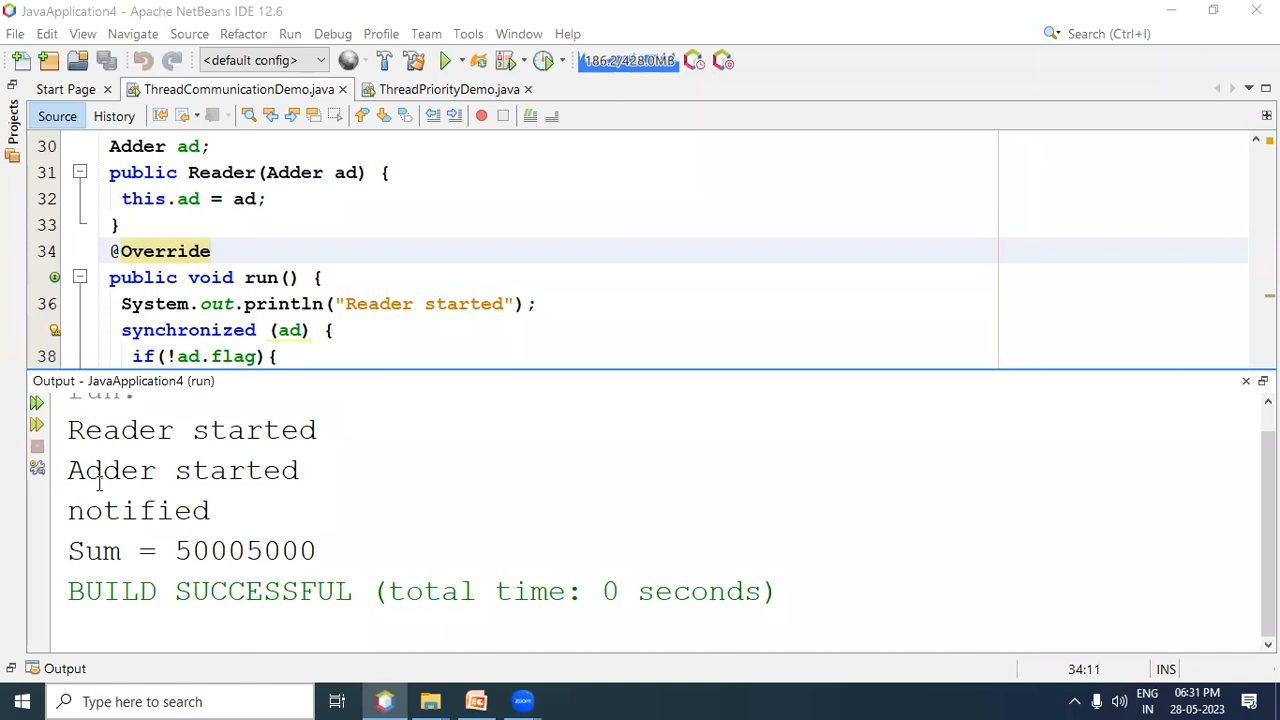 JavaApplication4 - Apache NetBeans IDE 12.6
File Edit View Navigate Source Refactor Run Debug Profile Team Tools Window Help
Search (Ctrl+I)
<default config>
186.2/428.0MB
Start Page
ThreadCommunicationDemo.java
ThreadPriorityDemo.java
Projects
Source History
30 Adder ad;
31 public Reader(Adder ad) {
32 this.ad = ad;
33 }
34 @Override
public void run() {
36 System.out.println("Reader started");
synchronized (ad) {
38 if(!ad.flag){
Output - JavaApplication4 (run)
run:
Reader started
Adder started
notified
Sum = 50005000
BUILD SUCCESSFUL (total time: 0 seconds)
Output
34:11 INS
Type here to search
zoom
ENG
IN
06:31 PM
28-05-2023